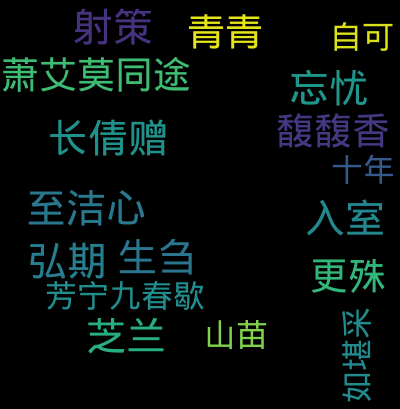 射策
青青
自可
萧艾莫同途
忘忧
馥馥香
长倩赠
十年
至洁心
入室
弘期
生刍
更殊
芳宁九春歇
芝兰
山苗
如堪采